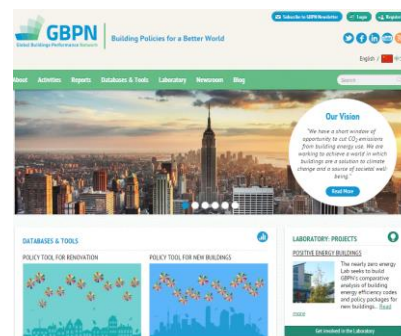 Subscribe to GBPN Newsletter
Login
Register
GBPN
Global Buildings Performance Network
Building Policies for a Better World
English /
About Activities Reports Databases & Tools Laboratory Newsroom Blog
Search
Our Vision
"We have a short window of
opportunity to cut CO2 emissions
from building energy use. We are
working to achieve a world in which
buildings are a solution to climate
change and a source of societal well-
being."
Read More
DATABASES & TOOLS
POLICY TOOL FOR RENOVATION
POLICY TOOL FOR NEW BUILDINGS
LABORATORY: PROJECTS
POSITIVE ENERGY BUILDINGS
The nearly zero energy
Lab seeks to build
GBPN's comparative
analysis of building
energy efficiency codes
and policy packages for
new buildings. Read
more
Get Involved in the Laboratory